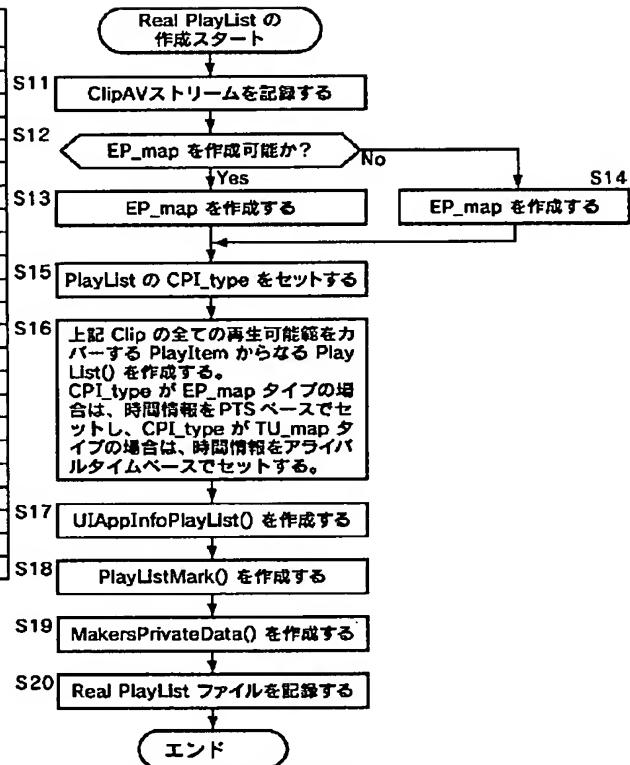 Real PlayList の
作成スタート
S11
ClipAVストリームを記録する
S12
EP_map を作成可能か？
No
Yes
S13
EP_map を作成する
S14
EP_map を作成する
S15
PlayList の CPI_type をセットする
S16
上記 Clip の全ての再生可能範をカ
バーする PlayItem からなる Play
List() を作成する。
CPI_type が EP_map タイプの場
合は、時間情報を PTS ベースでセ
ットし、CPI_type が TU_map タ
イプの場合は、時間情報をアライバ
ルタイムベースでセットする。
S17
UIAppInfoPlayList() を作成する
S18
PlayListMark() を作成する
S19
MakersPrivateData() を作成する
S20
Real PlayList ファイルを記録する
エンド